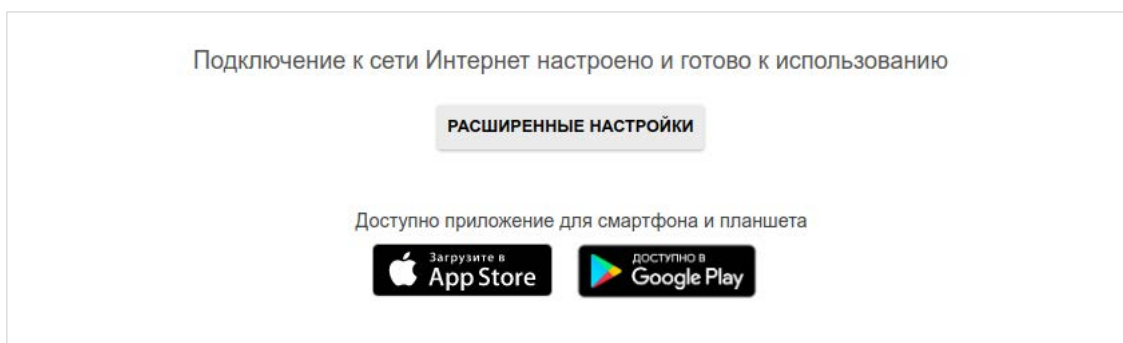 Подключение к сети Интернет настроено и готово к использованию
РАСШИРЕННЫЕ НАСТРОЙКИ
Доступно приложение для смартфона и планшета
Загрузите в
App Store
ДОСТУПНО В
Google Play